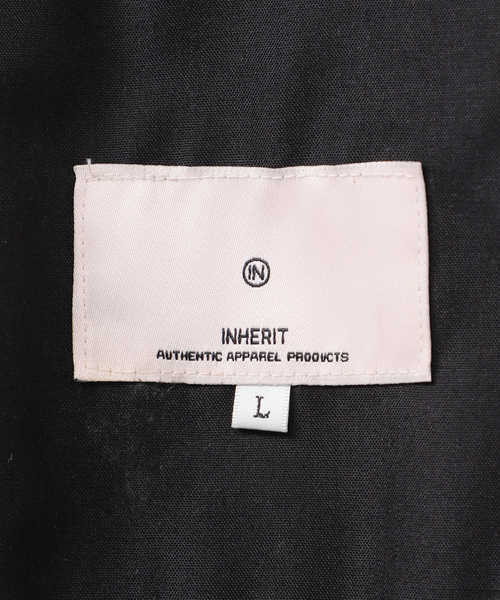 IN
INHERIT
AUTHENTIC APPAREL PRODUCTS
L